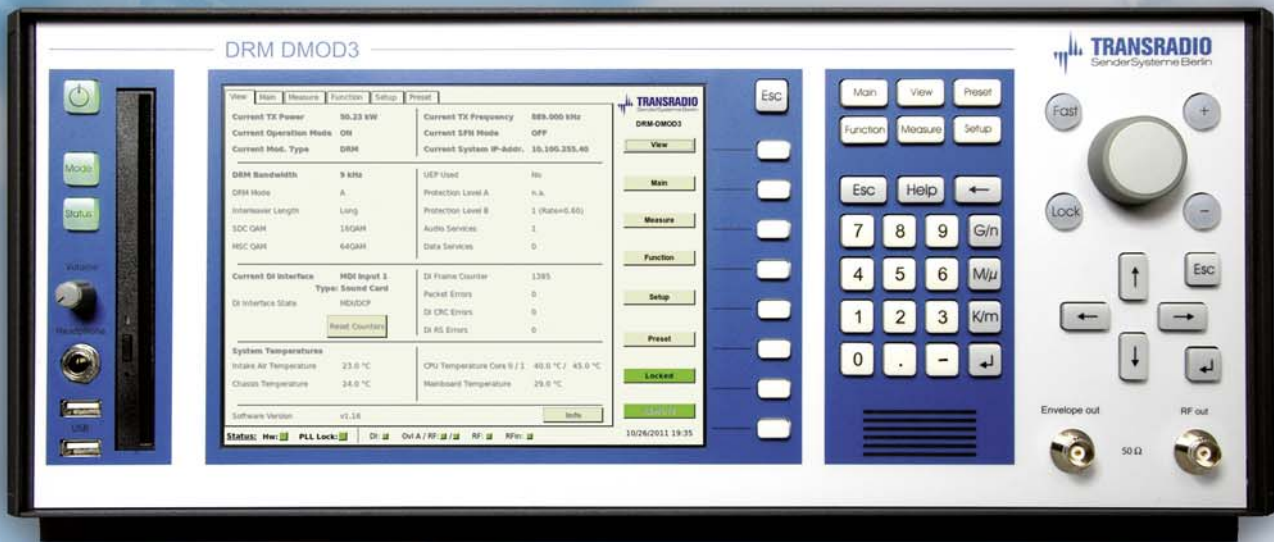 DRM DMOD3
TRANSRADIO
SenderSysteme Berlin
Mode
Status
Volume
Headphone
USB
View Main Measure Function Setup Preset
Current TX Power 50.23 kW Current TX Frequency 889.000 kHz
Current Operation Mode ON Current SFN Mode OFF
Current Mod. Type DRM Current System IP-Addr. 10.100.255.40
DRM Bandwidth 9 kHz UEP Used No
DRM Mode A Protection Level A n.a.
Interleaver Length Long Protection Level B 1 (Rate=0.60)
SDC QAM 16QAM Audio Services 1
MSC QAM 64QAM Data Services 0
Current DI Interface MDI Input 1 DI Frame Counter 1385
Type: Sound Card
DI Interface State MDI/DCP Packet Errors 0
Reset Counters DI CRC Errors 0
DI RS Errors 0
System Temperatures
Intake Air Temperature 23.0 °C CPU Temperature Core 0 / 1 40.0 °C / 45.0 °C
Chassis Temperature 24.0 °C Mainboard Temperature 29.0 °C
Software Version v1.16 Info
Status: Hw: PLL Lock: DI: Ovl A / RF: / RF: RFin:
TRANSRADIO
SenderSysteme Berlin
DRM-DMOD3
View
Main
Measure
Function
Setup
Preset
Locked
10/26/2011 19:35
Esc
Main View Preset
Function Measure Setup
Esc Help ←
7 8 9 G/n
4 5 6 M/µ
1 2 3 K/m
0 . - ↵
Fast +
Lock -
↑ Esc
← →
↓ ↵
Envelope out RF out
50 Ω